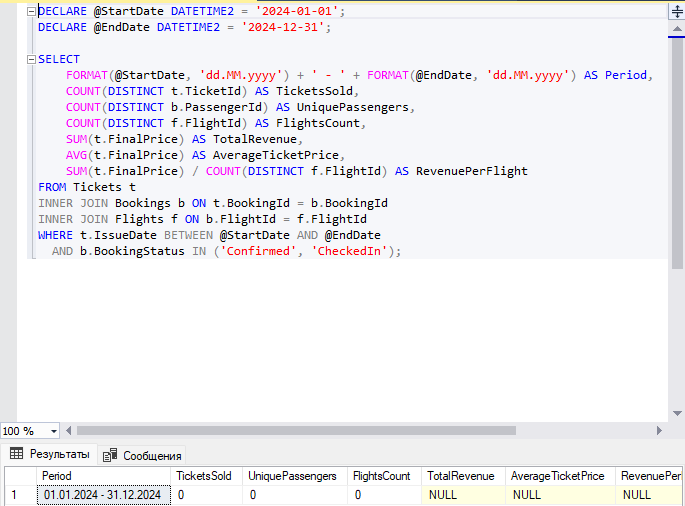 DECLARE @StartDate DATETIME2 = '2024-01-01';
DECLARE @EndDate DATETIME2 = '2024-12-31';
SELECT
FORMAT(@StartDate, 'dd.MM.yyyy') + ' - ' + FORMAT(@EndDate, 'dd.MM.yyyy') AS Period,
COUNT(DISTINCT t.TicketId) AS TicketsSold,
COUNT(DISTINCT b.PassengerId) AS UniquePassengers,
COUNT(DISTINCT f.FlightId) AS FlightsCount,
SUM(t.FinalPrice) AS TotalRevenue,
AVG(t.FinalPrice) AS AverageTicketPrice,
SUM(t.FinalPrice) / COUNT(DISTINCT f.FlightId) AS RevenuePerFlight
FROM Tickets t
INNER JOIN Bookings b ON t.BookingId = b.BookingId
INNER JOIN Flights f ON b.FlightId = f.FlightId
WHERE t.IssueDate BETWEEN @StartDate AND @EndDate
AND b.BookingStatus IN ('Confirmed', 'CheckedIn');
100 %
Результаты Сообщения
Period TicketsSold UniquePassengers FlightsCount TotalRevenue AverageTicketPrice RevenuePer
1 01.01.2024 - 31.12.2024 0 0 0 NULL NULL NULL